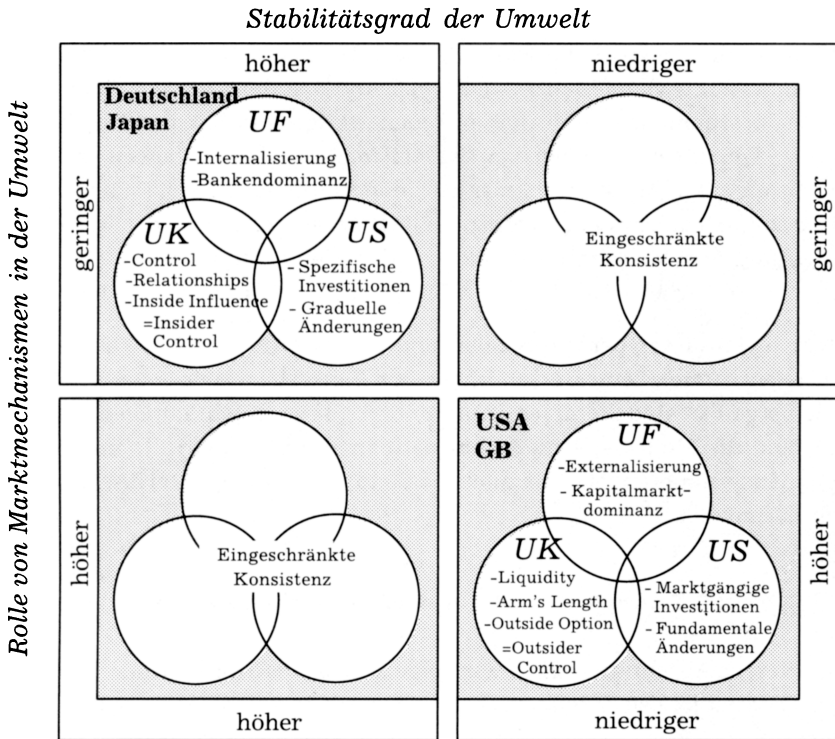 Stabilitätsgrad der Umwelt
höher
niedriger
Rolle von Marktmechanismen in der Umwelt
geringer
Deutschland
Japan
UF
-Internalisierung
-Bankendominanz
UK
-Control
-Relationships
-Inside Influence
=Insider
Control
US
- Spezifische
Investitionen
- Graduelle
Änderungen
Eingeschränkte
Konsistenz
geringer
höher
Eingeschränkte
Konsistenz
USA
GB
UF
-Externalisierung
- Kapitalmarkt-
dominanz
UK
-Liquidity
-Arm's Length
-Outside Option
=Outsider
Control
US
- Marktgängige
Investitionen
- Fundamentale
Änderungen
höher
höher
niedriger